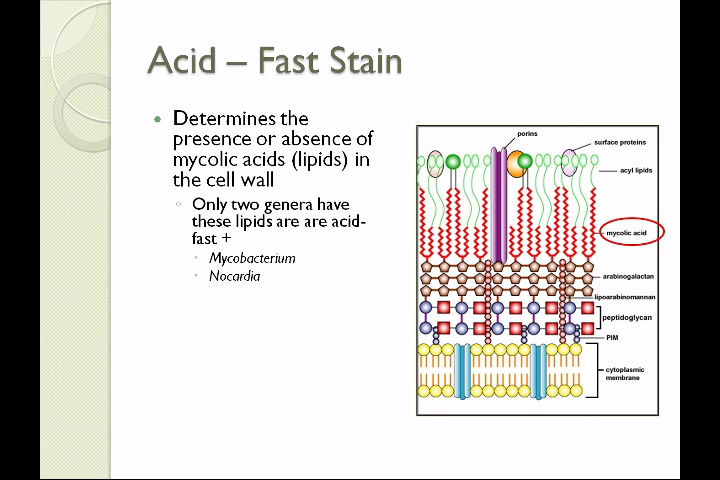 Acid – Fast Stain
Determines the
presence or absence of
mycolic acids (lipids) in
the cell wall
Only two genera have
these lipids are are acid-
fast +
Mycobacterium
Nocardia
porins
surface proteins
acyl lipids
mycolic acid
arabinogalactan
lipoarabinomannan
peptidoglycan
PIM
cytoplasmic
membrane